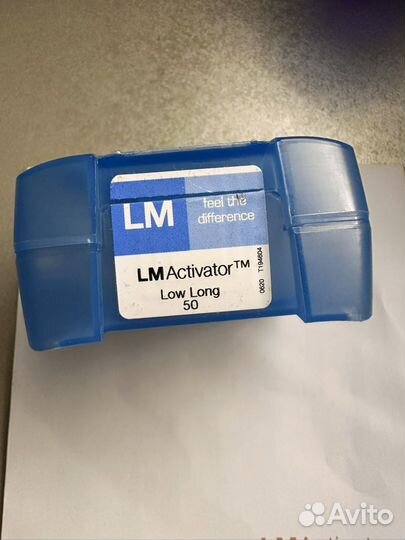 LM
feel the
difference
LMActivator™
Low Long
50
0620 T194604
Avito